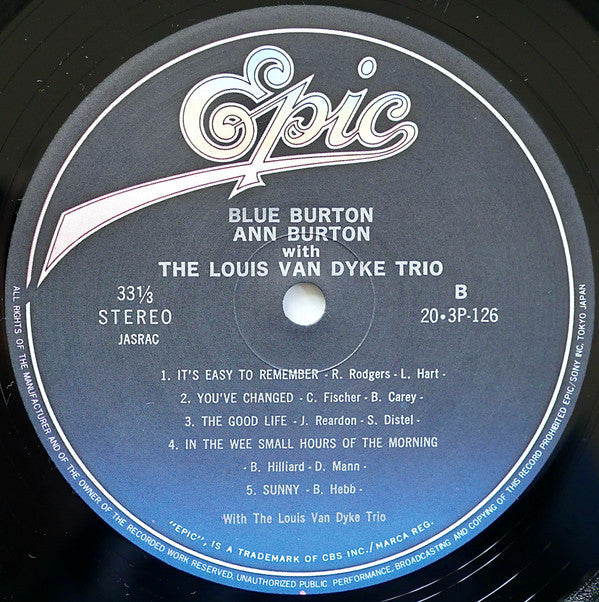 Epic
BLUE BURTON
ANN BURTON
with
THE LOUIS VAN DYKE TRIO
33⅓
STEREO
JASRAC
B
20•3P-126
1. IT'S EASY TO REMEMBER - R. Rodgers - L. Hart -
2. YOU'VE CHANGED - C. Fischer - B. Carey -
3. THE GOOD LIFE - J. Reardon - S. Distel -
4. IN THE WEE SMALL HOURS OF THE MORNING
- B. Hilliard - D. Mann -
5. SUNNY - B. Hebb -
With The Louis Van Dyke Trio
"EPIC", IS A TRADEMARK OF CBS INC./MARCA REG.
ALL RIGHTS OF THE MANUFACTURER AND OF THE OWNER OF THE RECORDED WORK RESERVED. UNAUTHORIZED PUBLIC PERFORMANCE, BROADCASTING AND COPYING OF THIS RECORD PROHIBITED EPIC/SONY INC. TOKYO JAPAN